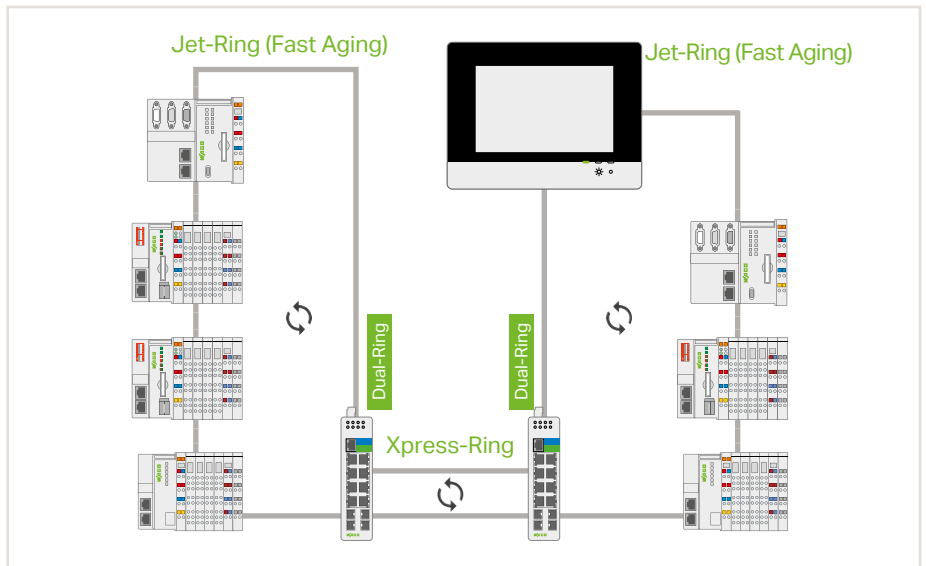 Jet-Ring (Fast Aging)
Jet-Ring (Fast Aging)
Dual-Ring
Dual-Ring
Xpress-Ring